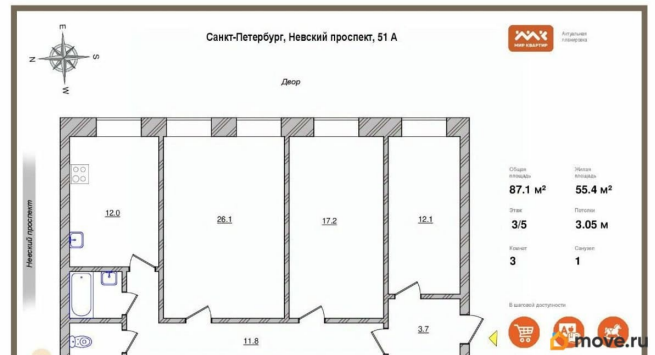 Санкт-Петербург, Невский проспект, 51 А
МИР КВАРТИР
Актуальная
планировка
E
S
N
W
Двор
Невский проспект
12.0
26.1
17.2
12.1
11.8
3.7
Общая
площадь
Жилая
площадь
87.1 м²
55.4 м²
Этаж
Потолок
3/5
3.05 м
Комнат
Санузел
3
1
В шаговой доступности
move.ru